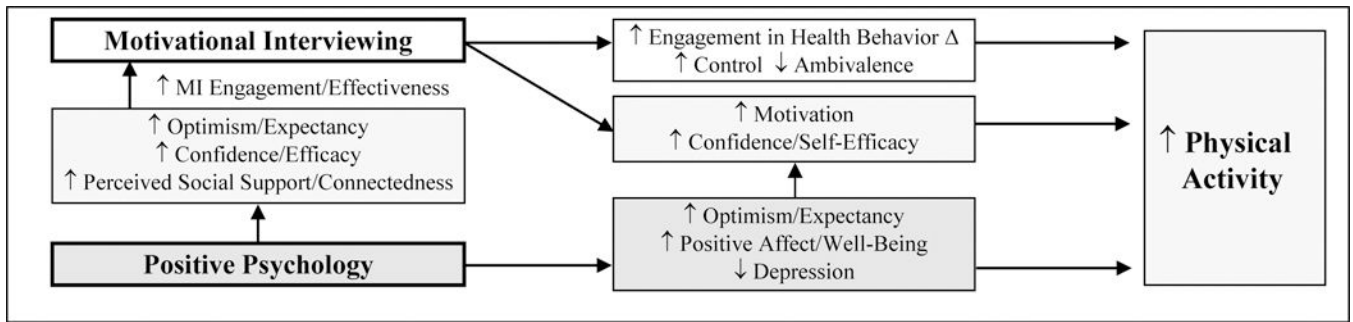 Motivational Interviewing
↑ MI Engagement/Effectiveness
↑ Optimism/Expectancy
↑ Confidence/Efficacy
↑ Perceived Social Support/Connectedness
Positive Psychology
↑ Engagement in Health Behavior Δ
↑ Control ↓ Ambivalence
↑ Motivation
↑ Confidence/Self-Efficacy
↑ Optimism/Expectancy
↑ Positive Affect/Well-Being
↓ Depression
↑ Physical
Activity